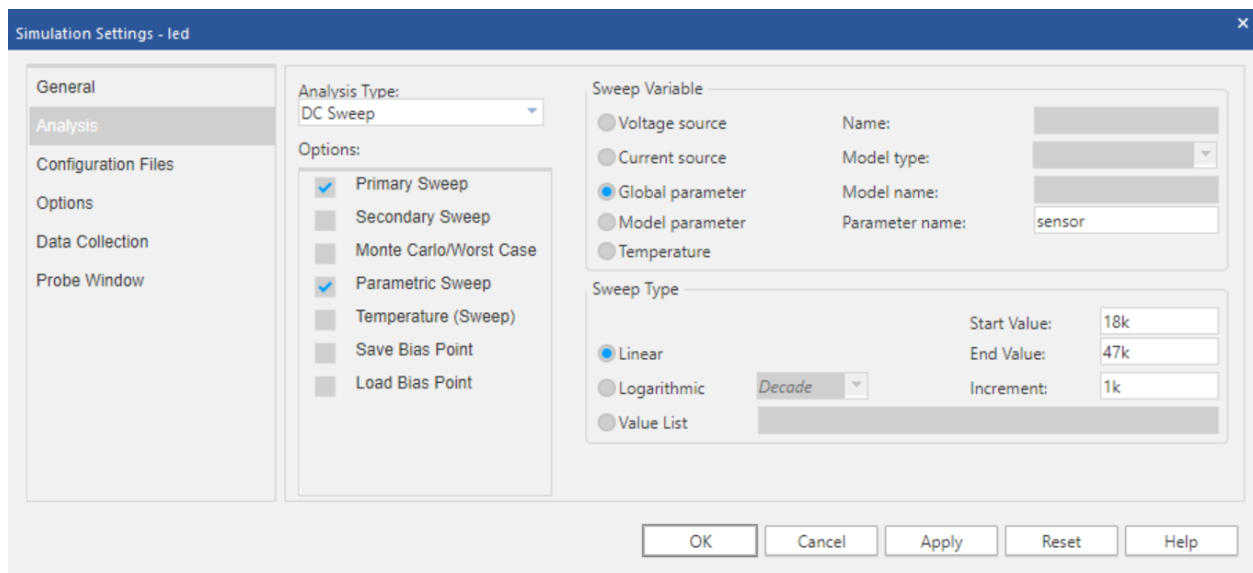 Simulation Settings - led
General
Analysis
Configuration Files
Options
Data Collection
Probe Window
Analysis Type:
DC Sweep
Options:
Primary Sweep
Secondary Sweep
Monte Carlo/Worst Case
Parametric Sweep
Temperature (Sweep)
Save Bias Point
Load Bias Point
Sweep Variable
Voltage source Name:
Current source Model type:
Global parameter Model name:
Model parameter Parameter name: sensor
Temperature
Sweep Type
Start Value: 18k
Linear End Value: 47k
Logarithmic Decade Increment: 1k
Value List
OK Cancel Apply Reset Help